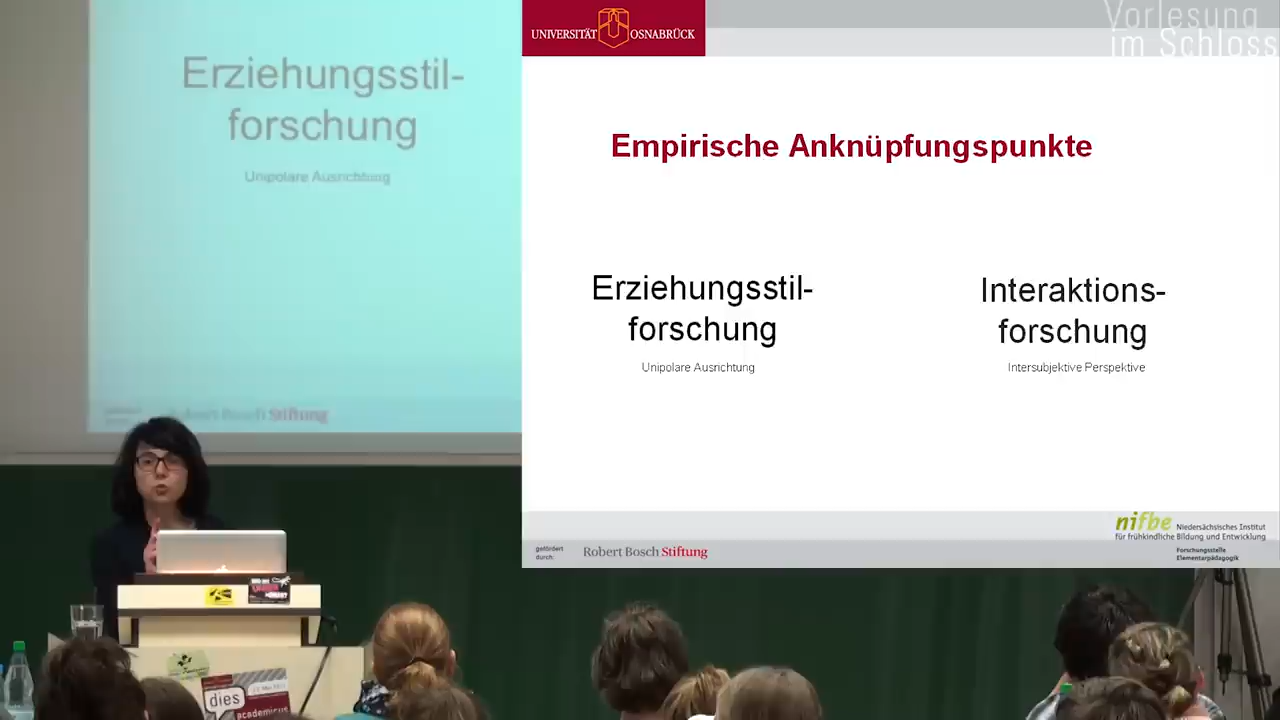 Erziehungsstil-
forschung
Unipolare Ausrichtung
Robert Bosch Stiftung
UNIVERSITÄT OSNABRÜCK
Vorlesung
im Schloss
Empirische Anknüpfungspunkte
Erziehungsstil-
forschung
Unipolare Ausrichtung
Interaktions-
forschung
Intersubjektive Perspektive
gefördert
durch:
Robert Bosch Stiftung
nifbe Niedersächsisches Institut
für frühkindliche Bildung und Entwicklung
Forschungsstelle
Elementarpädagogik
dies
academicus